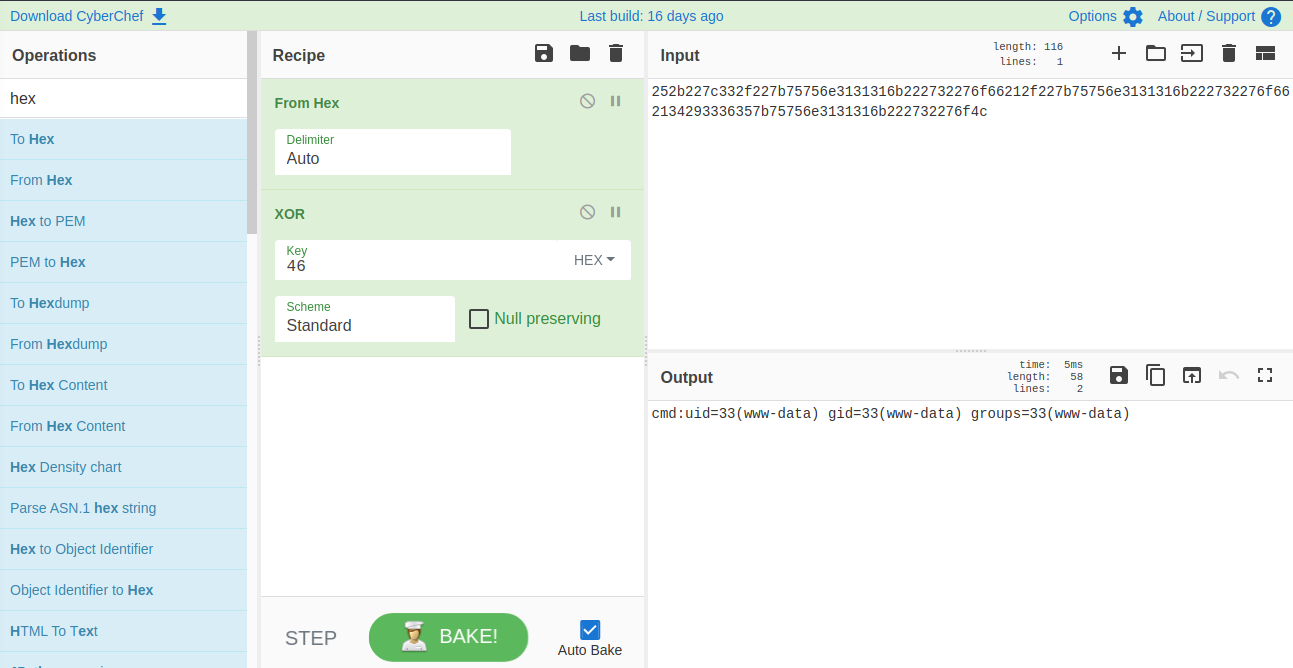 Download CyberChef
Last build: 16 days ago
Options
About / Support
Operations
hex
To Hex
From Hex
Hex to PEM
PEM to Hex
To Hexdump
From Hexdump
To Hex Content
From Hex Content
Hex Density chart
Parse ASN.1 hex string
Hex to Object Identifier
Object Identifier to Hex
HTML To Text
Recipe
From Hex
Delimiter
Auto
XOR
Key
46
HEX
Scheme
Standard
Null preserving
STEP
BAKE!
Auto Bake
Input
length: 116
lines: 1
252b227c332f227b75756e3131316b222732276f66212f227b75756e3131316b222732276f66
2134293336357b75756e3131316b222732276f4c
Output
time: 5ms
length: 58
lines: 2
cmd:uid=33(www-data) gid=33(www-data) groups=33(www-data)